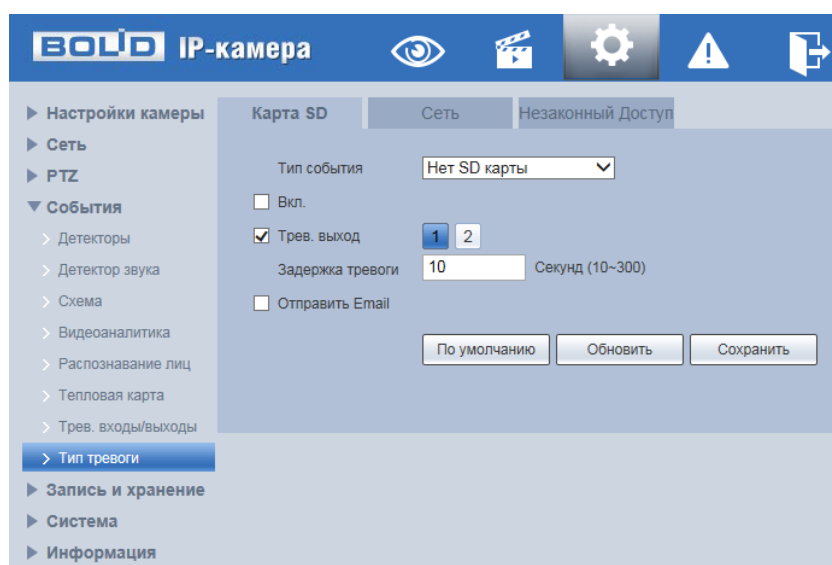 BOLID IP-камера
Настройки камеры
Сеть
PTZ
События
Детекторы
Детектор звука
Схема
Видеоаналитика
Распознавание лиц
Тепловая карта
Трев. входы/выходы
Тип тревоги
Запись и хранение
Система
Информация
Карта SD
Сеть
Незаконный Доступ
Тип события
Нет SD карты
Вкл.
Трев. выход
1 2
Задержка тревоги
10
Секунд (10~300)
Отправить Email
По умолчанию
Обновить
Сохранить